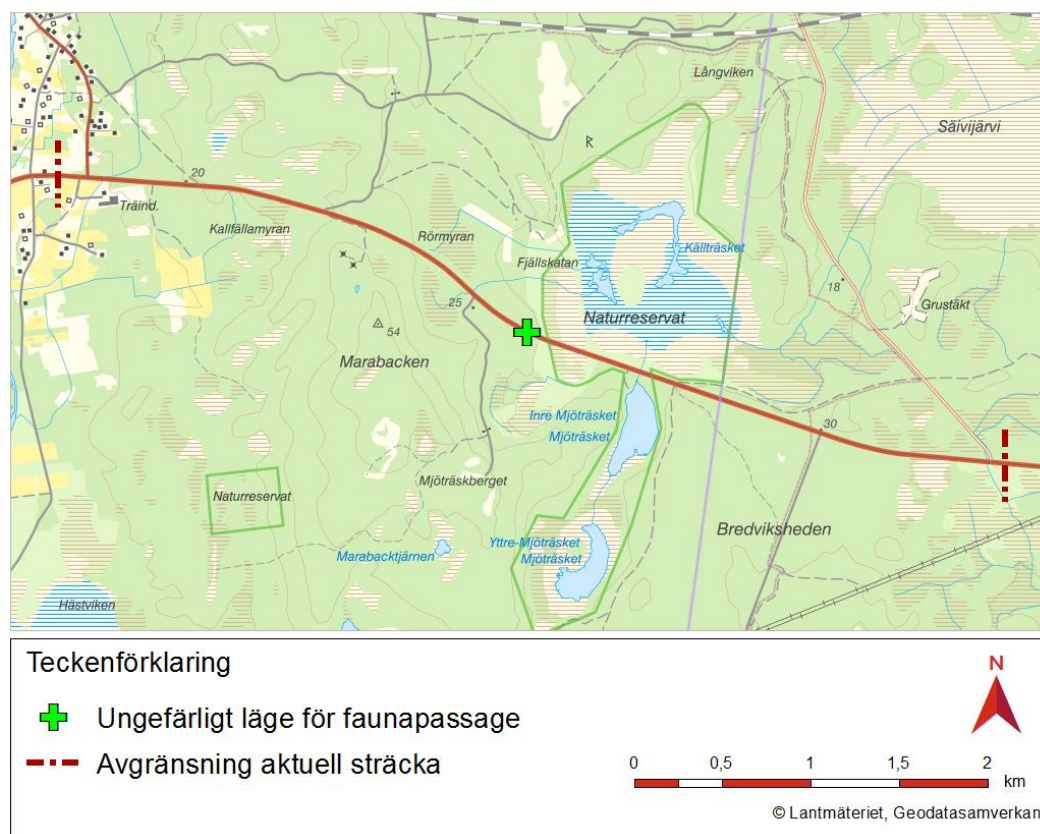 Långviken
R
Säivijärvi
20
Träind.
Kallfällamyran
Rörmyran
Källträsket
Fjällskatan
18
Grustäkt
25
Naturreservat
54
Marabacken
Inre Mjöträsket
Mjöträsket
30
Mjöträskberget
Naturreservat
Bredviksheden
Yttre-Mjöträsket
Mjöträsket
Marabacktjärnen
Hästviken
Teckenförklaring
Ungefärligt läge för faunapassage
Avgränsning aktuell sträcka
N
0 0,5 1 1,5 2
km
© Lantmäteriet, Geodatasamverkan